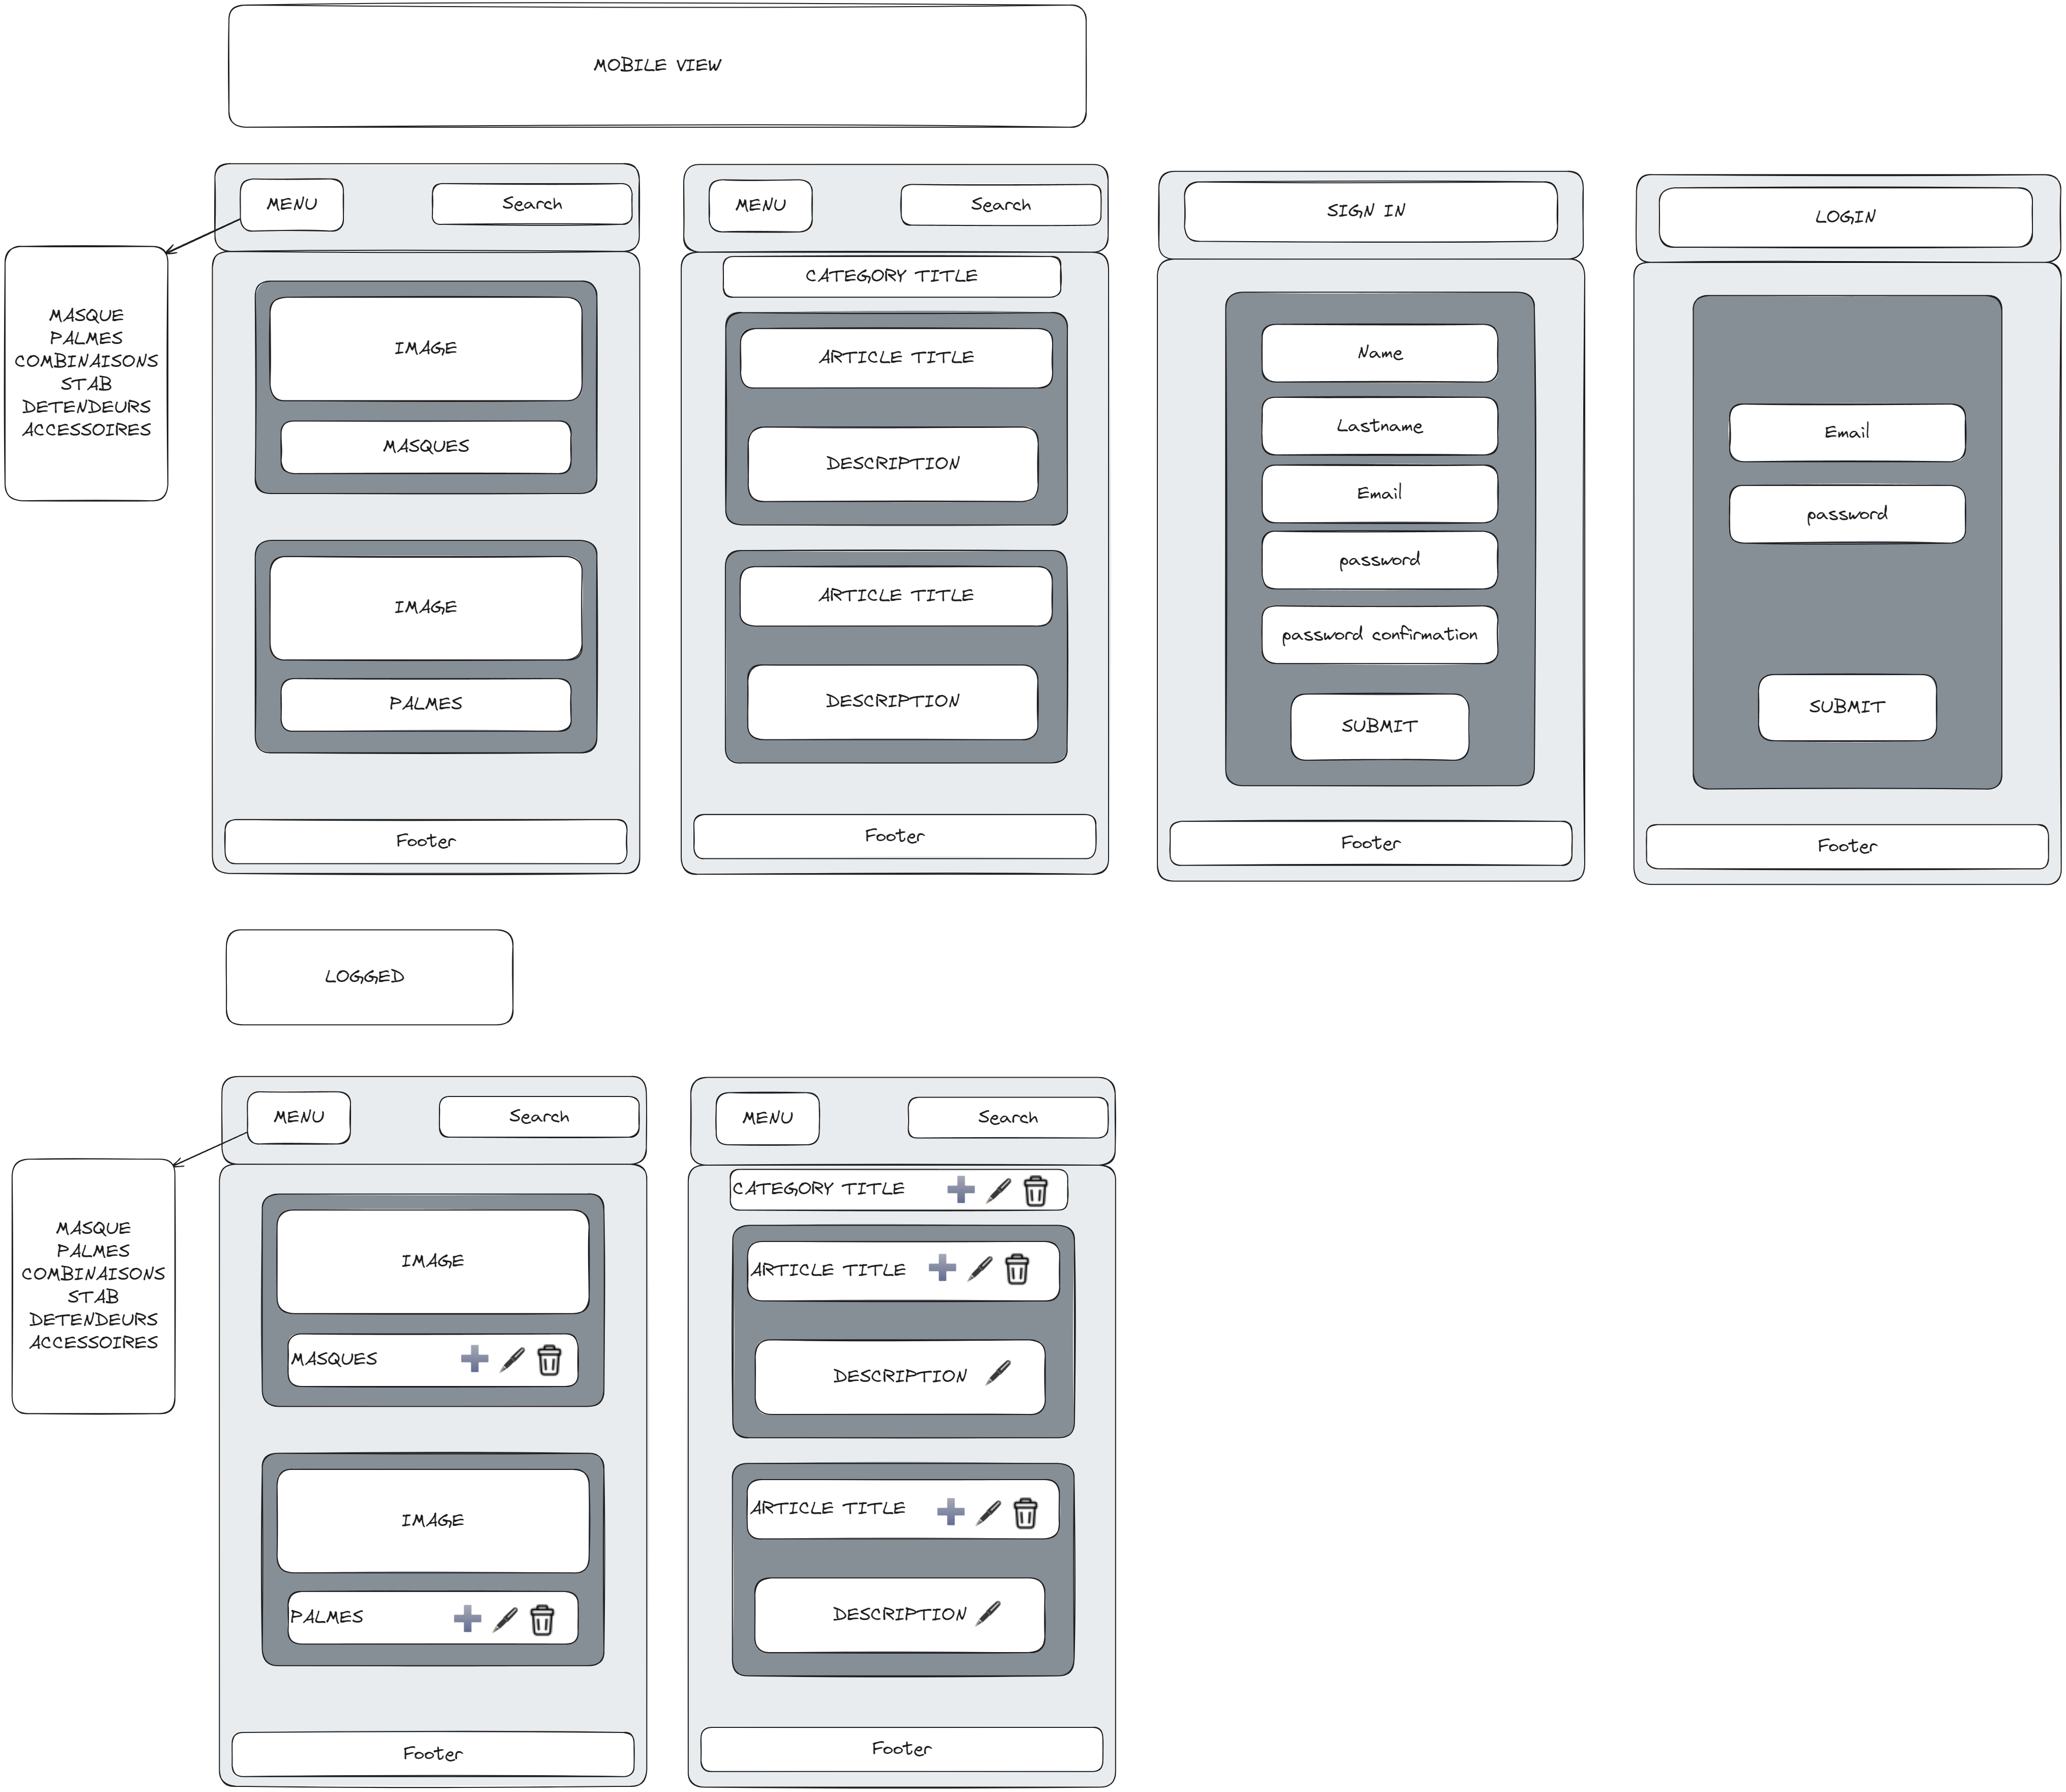 MOBILE VIEW
MENU
Search
MASQUE
PALMES
COMBINAISONS
STAB
DETENDEURS
ACCESSOIRES
IMAGE
MASQUES
IMAGE
PALMES
Footer
MENU
Search
CATEGORY TITLE
ARTICLE TITLE
DESCRIPTION
ARTICLE TITLE
DESCRIPTION
Footer
SIGN IN
Name
Lastname
Email
password
password confirmation
SUBMIT
Footer
LOGIN
Email
password
SUBMIT
Footer
LOGGED
MENU
Search
MASQUE
PALMES
COMBINAISONS
STAB
DETENDEURS
ACCESSOIRES
IMAGE
MASQUES
IMAGE
PALMES
Footer
MENU
Search
CATEGORY TITLE
ARTICLE TITLE
DESCRIPTION
ARTICLE TITLE
DESCRIPTION
Footer